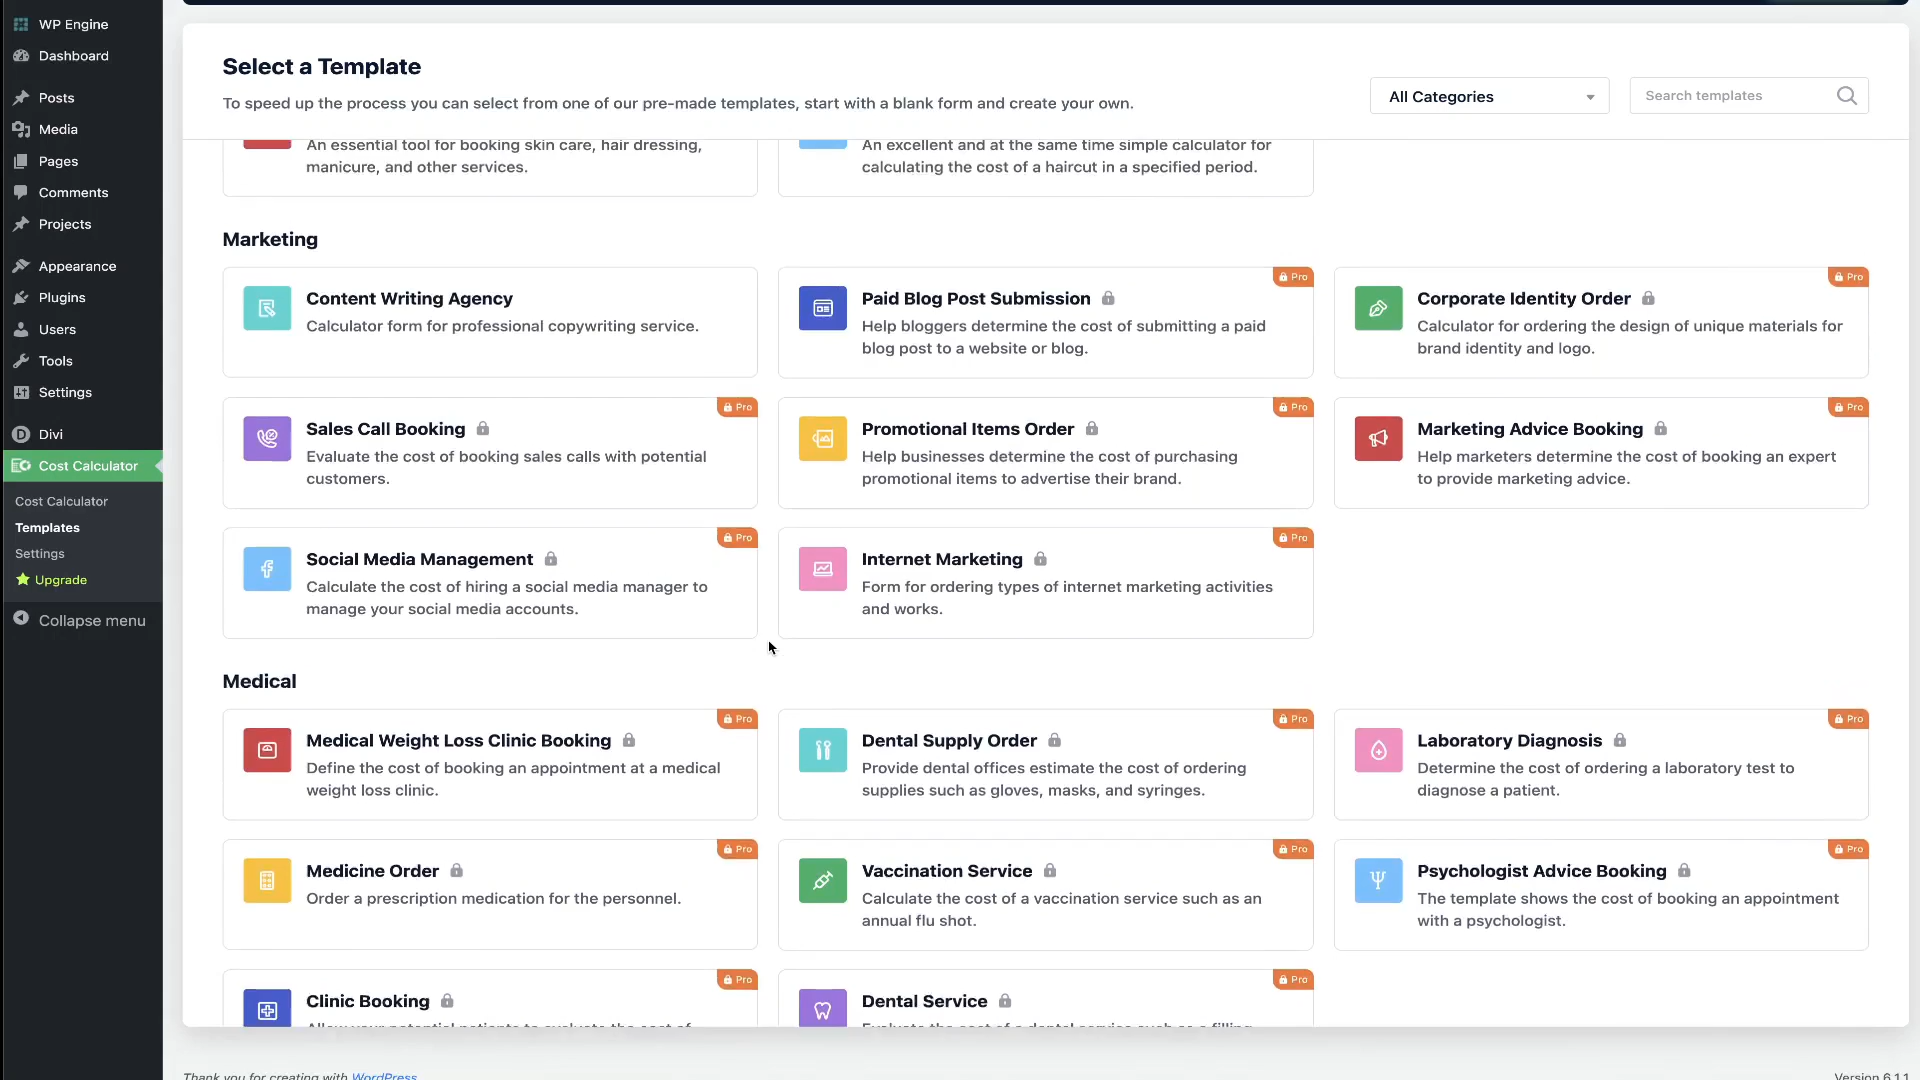 WP Engine
Dashboard
Posts
Media
Pages
Comments
Projects
Appearance
Plugins
Users
Tools
Settings
Divi
Cost Calculator
Cost Calculator
Templates
Settings
Upgrade
Collapse menu
Select a Template
To speed up the process you can select from one of our pre-made templates, start with a blank form and create your own.
All Categories
Search templates
An essential tool for booking skin care, hair dressing,
manicure, and other services.
An excellent and at the same time simple calculator for
calculating the cost of a haircut in a specified period.
Marketing
Content Writing Agency
Calculator form for professional copywriting service.
Pro
Paid Blog Post Submission
Help bloggers determine the cost of submitting a paid
blog post to a website or blog.
Pro
Corporate Identity Order
Calculator for ordering the design of unique materials for
brand identity and logo.
Pro
Sales Call Booking
Evaluate the cost of booking sales calls with potential
customers.
Pro
Promotional Items Order
Help businesses determine the cost of purchasing
promotional items to advertise their brand.
Pro
Marketing Advice Booking
Help marketers determine the cost of booking an expert
to provide marketing advice.
Pro
Social Media Management
Calculate the cost of hiring a social media manager to
manage your social media accounts.
Pro
Internet Marketing
Form for ordering types of internet marketing activities
and works.
Medical
Pro
Medical Weight Loss Clinic Booking
Define the cost of booking an appointment at a medical
weight loss clinic.
Pro
Dental Supply Order
Provide dental offices estimate the cost of ordering
supplies such as gloves, masks, and syringes.
Pro
Laboratory Diagnosis
Determine the cost of ordering a laboratory test to
diagnose a patient.
Pro
Medicine Order
Order a prescription medication for the personnel.
Pro
Vaccination Service
Calculate the cost of a vaccination service such as an
annual flu shot.
Pro
Psychologist Advice Booking
The template shows the cost of booking an appointment
with a psychologist.
Pro
Clinic Booking
Allow your potential patients to evaluate the cost of
Pro
Dental Service
Evaluate the cost of a dental service such as a filling
Thank you for creating with WordPress
Version 6.1.1